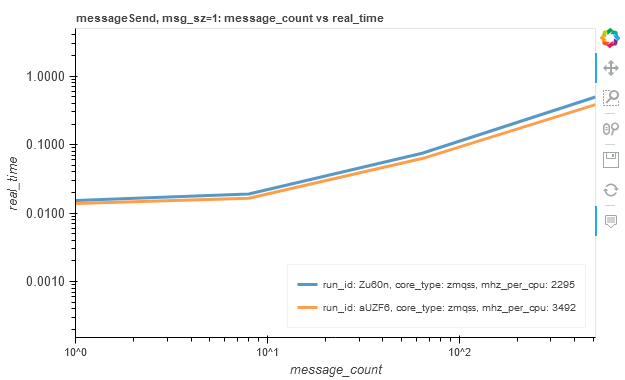 messageSend, msg_sz=1: message_count vs real_time
1.0000
0.1000
0.0100
0.0010
real_time
10^0
10^1
10^2
message_count
run_id: Zu60n, core_type: zmqss, mhz_per_cpu: 2295
run_id: aUZF6, core_type: zmqss, mhz_per_cpu: 3492